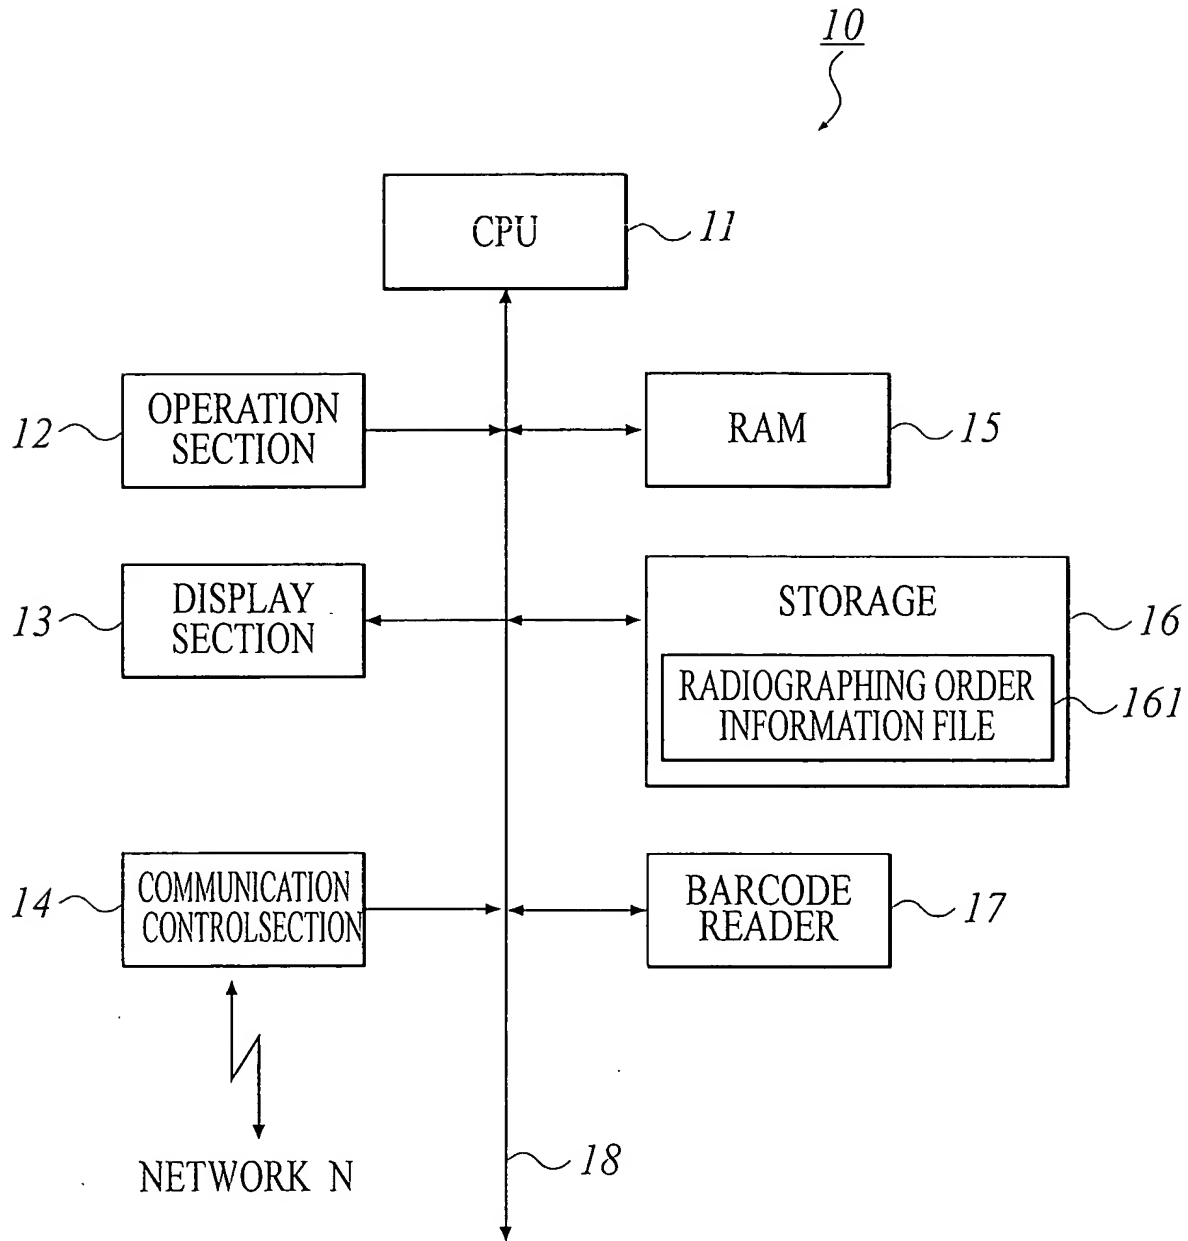 10
CPU
11
OPERATION
SECTION
12
RAM
15
DISPLAY
SECTION
13
STORAGE
16
RADIOGRAPHING ORDER
INFORMATION FILE
161
COMMUNICATION
CONTROLSECTION
14
BARCODE
READER
17
NETWORK N
18